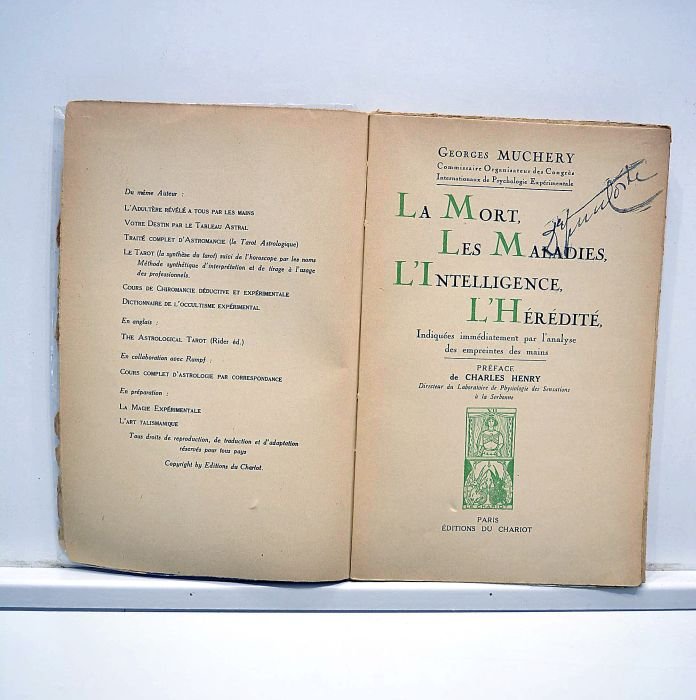 Du même Auteur :
L'Adultère révélé a tous par les mains
Votre Destin par le Tableau Astral
Traité complet d'Astromancie (le Tarot Astrologique)
Le Tarot (la synthèse du tarot) suivi de l'horoscope par les noms
Méthode synthétique d'interprétation et de tirage à l'usage
des professionnels.
Cours de Chiromancie déductive et expérimentale
Dictionnaire de l'occultisme expérimental
En anglais :
The Astrological Tarot (Rider éd.)
En collaboration avec Rumpf :
Cours complet d'astrologie par correspondance
En préparation :
La Magie Expérimentale
L'art talismanique
Tous droits de reproduction, de traduction et d'adaptation
réservés pour tous pays
Copyright by Editions du Chariot.
Georges MUCHERY
Commissaire Organisateur des Congrès
Internationaux de Psychologie Expérimentale
La Mort,
Les Maladies,
L'Intelligence,
L'Hérédité,
Indiquées immédiatement par l'analyse
des empreintes des mains
PRÉFACE
de CHARLES HENRY
Directeur du Laboratoire de Physiologie des Sensations
à la Sorbonne
VII
LE CHARIOT
PARIS
ÉDITIONS DU CHARIOT